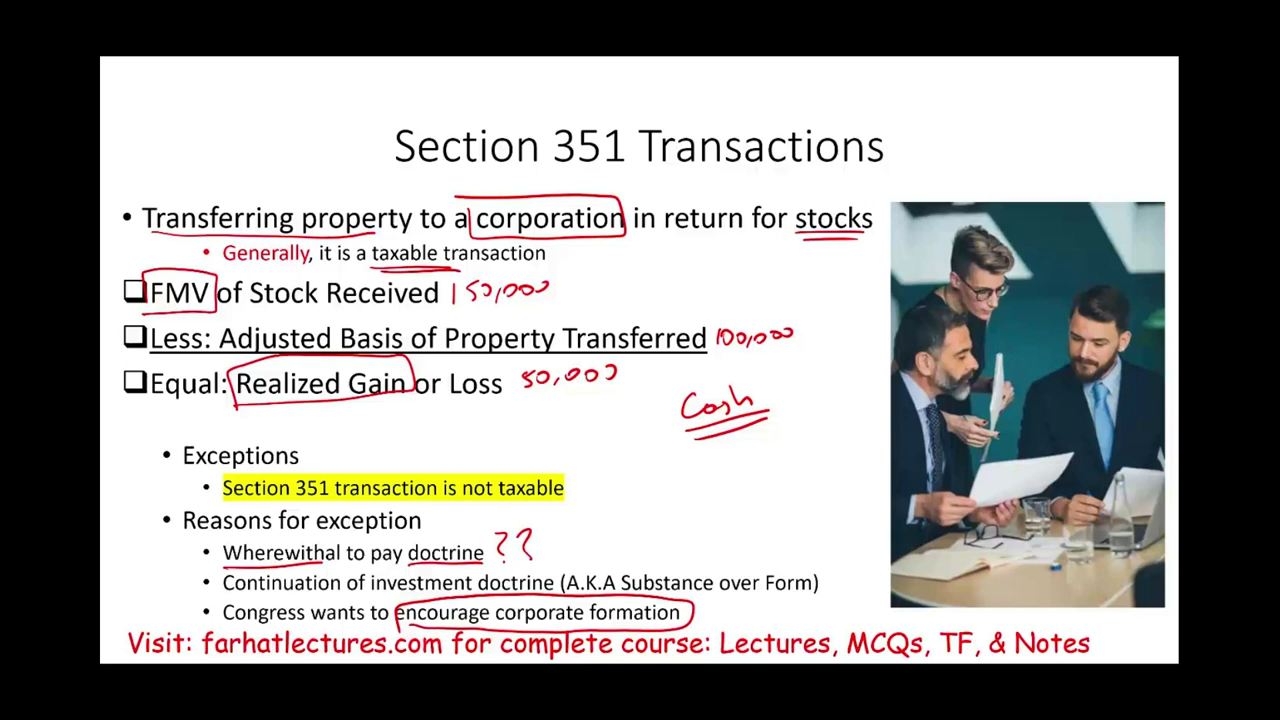 Section 351 Transactions
• Transferring property to a corporation in return for stocks
• Generally, it is a taxable transaction
❑FMV of Stock Received 150,000
❑Less: Adjusted Basis of Property Transferred 100,000
❑Equal: Realized Gain or Loss 50,000
Cash
• Exceptions
• Section 351 transaction is not taxable
• Reasons for exception
• Wherewithal to pay doctrine ??
• Continuation of investment doctrine (A.K.A Substance over Form)
• Congress wants to encourage corporate formation
Visit: farhatlectures.com for complete course: Lectures, MCQs, TF, & Notes